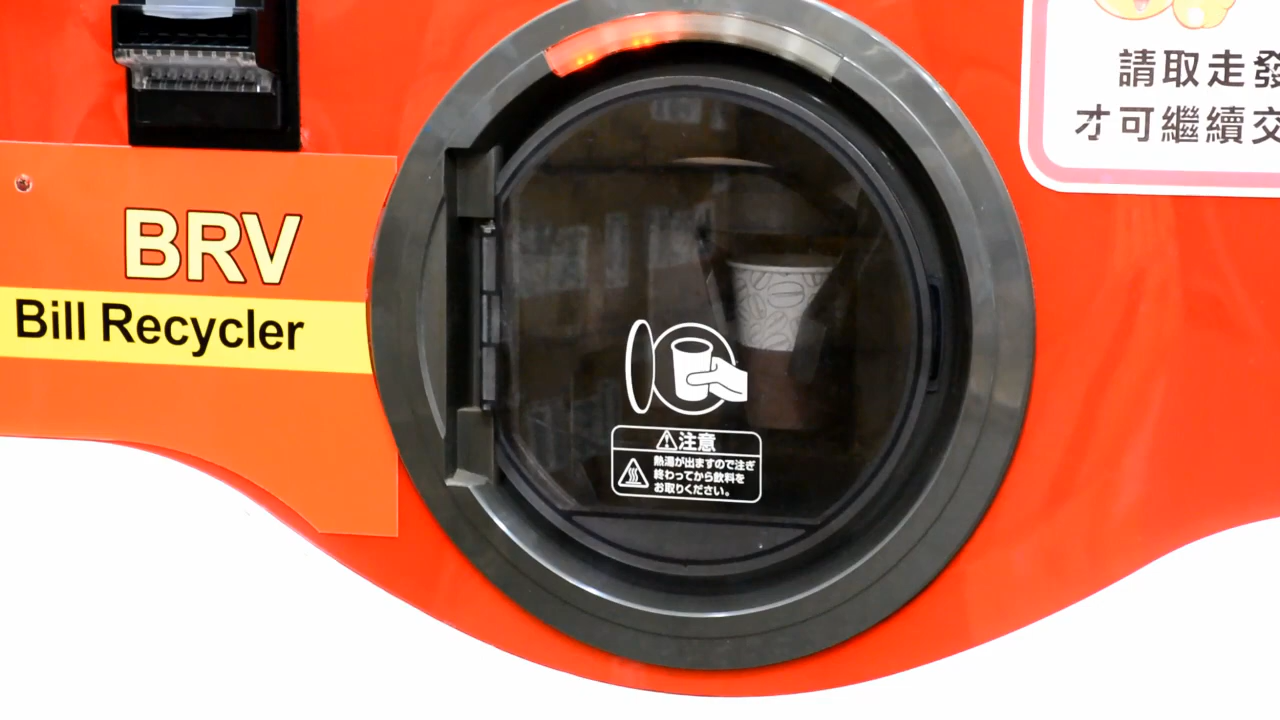 BRV
Bill Recycler
請取走發
才可繼續交
注意
熱湯が出ますので注ぎ
終わってから飲料を
お取りください。